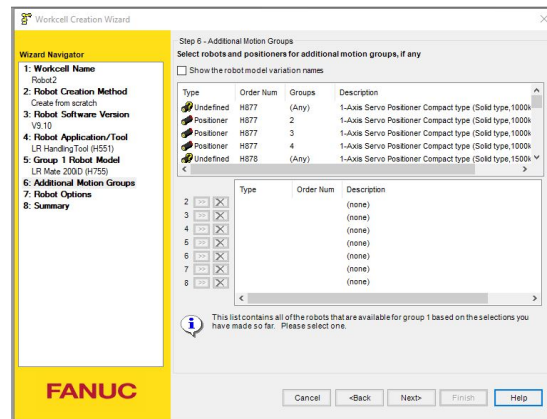 Workcell Creation Wizard
Wizard Navigator
1: Workcell Name
Robot2
2: Robot Creation Method
Create from scratch
3: Robot Software Version
V9.10
4: Robot Application/Tool
LR HandlingTool (H551)
5: Group 1 Robot Model
LR Mate 200iD (H755)
6: Additional Motion Groups
7: Robot Options
8: Summary
FANUC
Step 6 - Additional Motion Groups
Select robots and positioners for additional motion groups, if any
Show the robot model variation names
Type Order Num Groups Description
Undefined H877 (Any) 1-Axis Servo Positioner Compact type (Solid type,1000k
Positioner H877 2 1-Axis Servo Positioner Compact type (Solid type,1000k
Positioner H877 3 1-Axis Servo Positioner Compact type (Solid type,1000k
Positioner H877 4 1-Axis Servo Positioner Compact type (Solid type,1000k
Undefined H878 (Any) 1-Axis Servo Positioner Compact type (Solid type,1500k
Type Order Num Description
2 >> (none)
3 >> (none)
4 >> (none)
5 >> (none)
6 >> (none)
7 >> (none)
8 >> (none)
This list contains all of the robots that are available for group 1 based on the selections you
have made so far. Please select one.
Cancel <Back Next> Finish Help